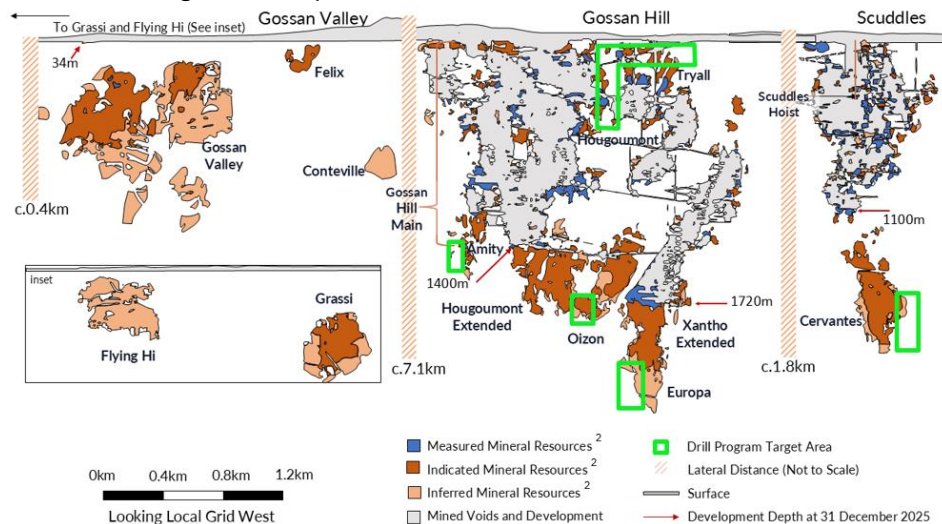 Gossan Valley
Gossan Hill
Scuddles
To Grassi and Flying Hi (See inset)
34m
Felix
Tryall
Scuddles
Hoist
Hougoumount
Gossan
Valley
Conteville
c.0.4km
Gossan
Hill
Main
1100m
Amity
1400m
inset
Grassi
Flying Hi
Hougoumount
Extended
Oizon
Xantho
Extended
1720m
Cervantes
Europa
c.7.1km
c.1.8km
0km 0.4km 0.8km 1.2km
Looking Local Grid West
Measured Mineral Resources 2
Indicated Mineral Resources 2
Inferred Mineral Resources 2
Mined Voids and Development
Drill Program Target Area
Lateral Distance (Not to Scale)
Surface
Development Depth at 31 December 2025